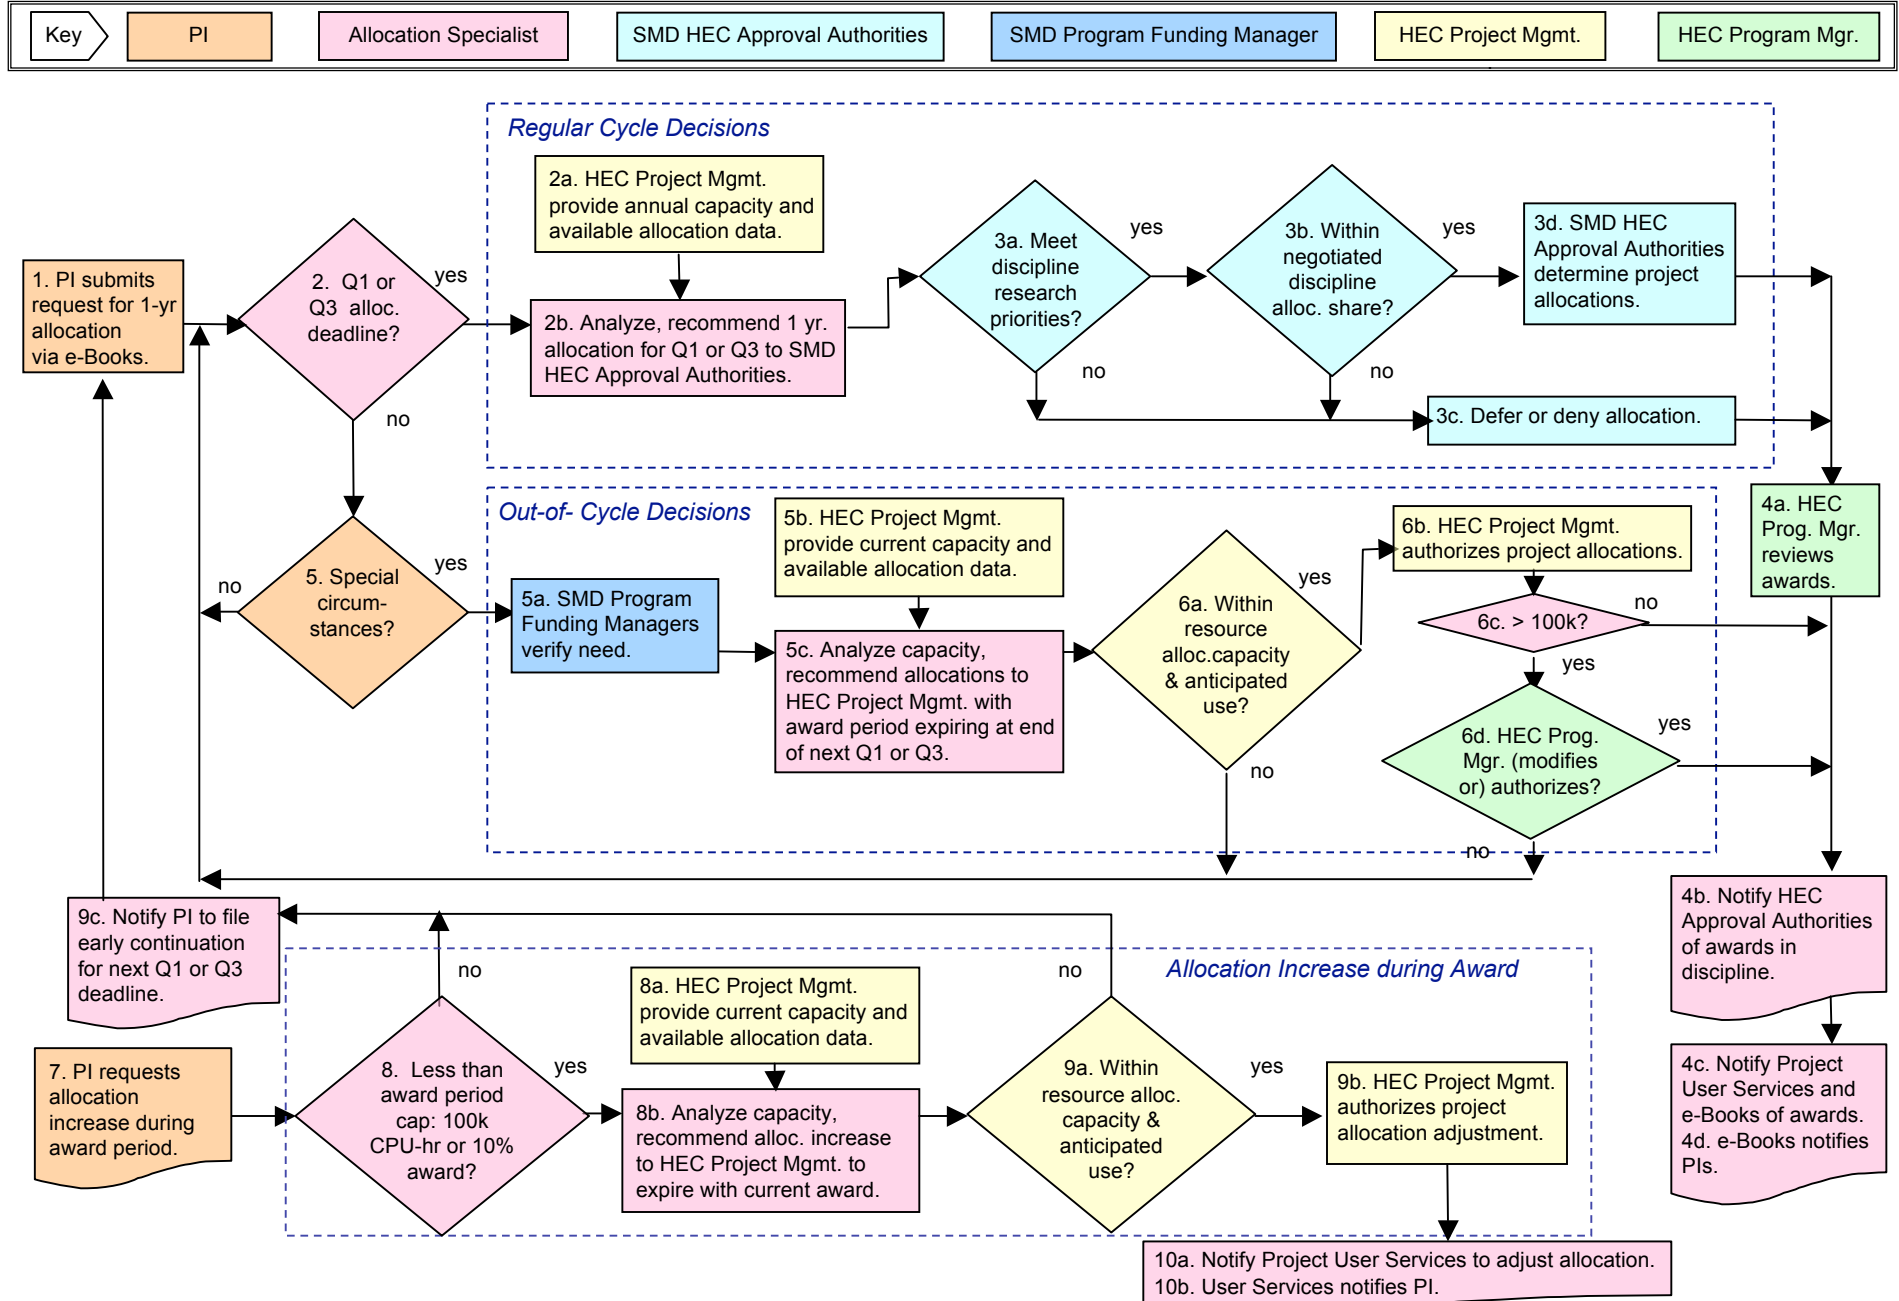 Key
PI
Allocation Specialist
SMD HEC Approval Authorities
SMD Program Funding Manager
HEC Project Mgmt.
HEC Program Mgr.
Regular Cycle Decisions
1. PI submits
request for 1-yr
allocation
via e-Books.
2. Q1 or
Q3 alloc.
deadline?
yes
no
2a. HEC Project Mgmt.
provide annual capacity and
available allocation data.
2b. Analyze, recommend 1 yr.
allocation for Q1 or Q3 to SMD
HEC Approval Authorities.
3a. Meet
discipline
research
priorities?
yes
no
3b. Within
negotiated
discipline
alloc. share?
yes
no
3d. SMD HEC
Approval Authorities
determine project
allocations.
3c. Defer or deny allocation.
4a. HEC
Prog. Mgr.
reviews
awards.
Out-of- Cycle Decisions
5. Special
circum-
stances?
no
yes
5a. SMD Program
Funding Managers
verify need.
5b. HEC Project Mgmt.
provide current capacity and
available allocation data.
5c. Analyze capacity,
recommend allocations to
HEC Project Mgmt. with
award period expiring at end
of next Q1 or Q3.
6a. Within
resource
alloc.capacity
& anticipated
use?
yes
no
6b. HEC Project Mgmt.
authorizes project allocations.
6c. > 100k?
no
yes
6d. HEC Prog.
Mgr. (modifies
or) authorizes?
yes
no
4b. Notify HEC
Approval Authorities
of awards in
discipline.
4c. Notify Project
User Services and
e-Books of awards.
4d. e-Books notifies
PIs.
9c. Notify PI to file
early continuation
for next Q1 or Q3
deadline.
Allocation Increase during Award
7. PI requests
allocation
increase during
award period.
8. Less than
award period
cap: 100k
CPU-hr or 10%
award?
no
yes
8a. HEC Project Mgmt.
provide current capacity and
available allocation data.
8b. Analyze capacity,
recommend alloc. increase
to HEC Project Mgmt. to
expire with current award.
9a. Within
resource alloc.
capacity &
anticipated
use?
no
yes
9b. HEC Project Mgmt.
authorizes project
allocation adjustment.
10a. Notify Project User Services to adjust allocation.
10b. User Services notifies PI.